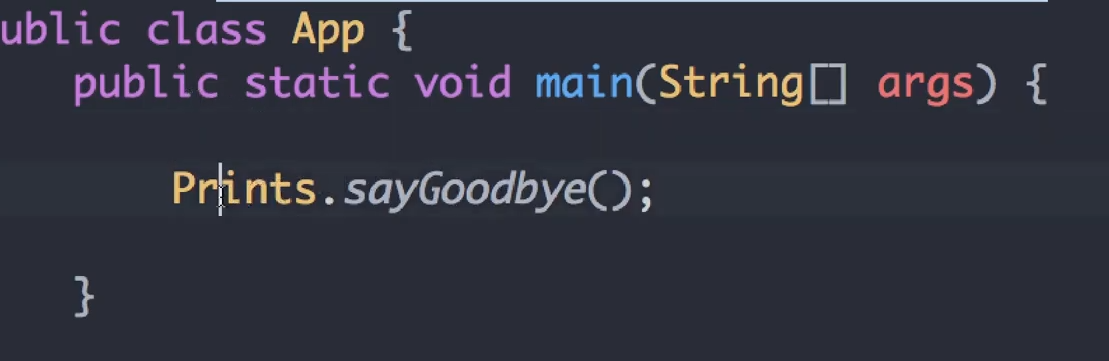 ublic class App {
public static void main(String[] args) {
Prints.sayGoodbye();
}